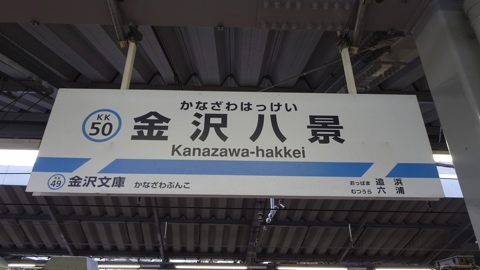 かなざわはっけい
KK
50
金沢八景
Kanazawa-hakkei
KK
49
金沢文庫 かなざわぶんこ
おっぱま 追浜
むつうら 六浦